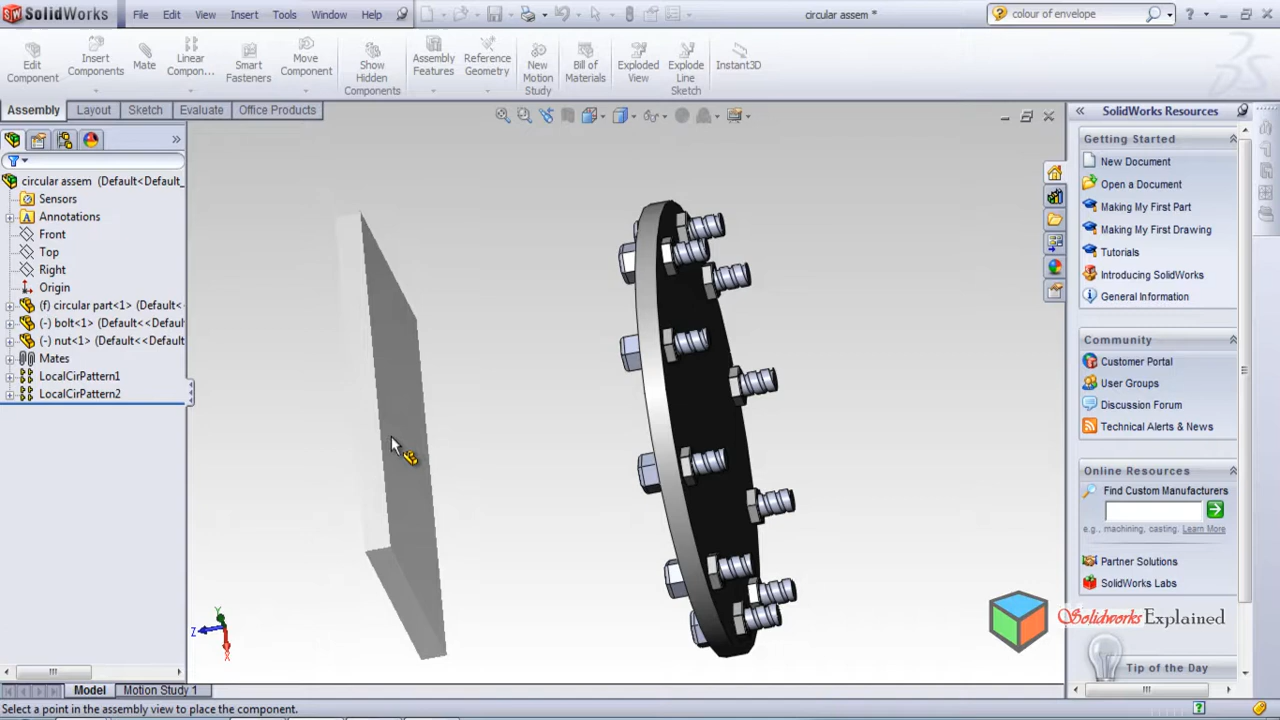 SolidWorks File Edit View Insert Tools Window Help circular assem * colour of envelope
Edit Component
Insert Components
Mate
Linear Compon...
Smart Fasteners
Move Component
Show Hidden Components
Assembly Features
Reference Geometry
New Motion Study
Bill of Materials
Exploded View
Explode Line Sketch
Instant3D
Assembly Layout Sketch Evaluate Office Products
circular assem (Default<Default_
Sensors
Annotations
Front
Top
Right
Origin
(f) circular part<1> (Default<
(-) bolt<1> (Default<<Default
(-) nut<1> (Default<<Default
Mates
LocalCirPattern1
LocalCirPattern2
Y
Z
X
SolidWorks Resources
Getting Started
New Document
Open a Document
Making My First Part
Making My First Drawing
Tutorials
Introducing SolidWorks
General Information
Community
Customer Portal
User Groups
Discussion Forum
Technical Alerts & News
Online Resources
Find Custom Manufacturers
e.g., machining, casting. Learn More
Partner Solutions
SolidWorks Labs
Solidworks Explained
Tip of the Day
Model Motion Study 1
Select a point in the assembly view to place the component.